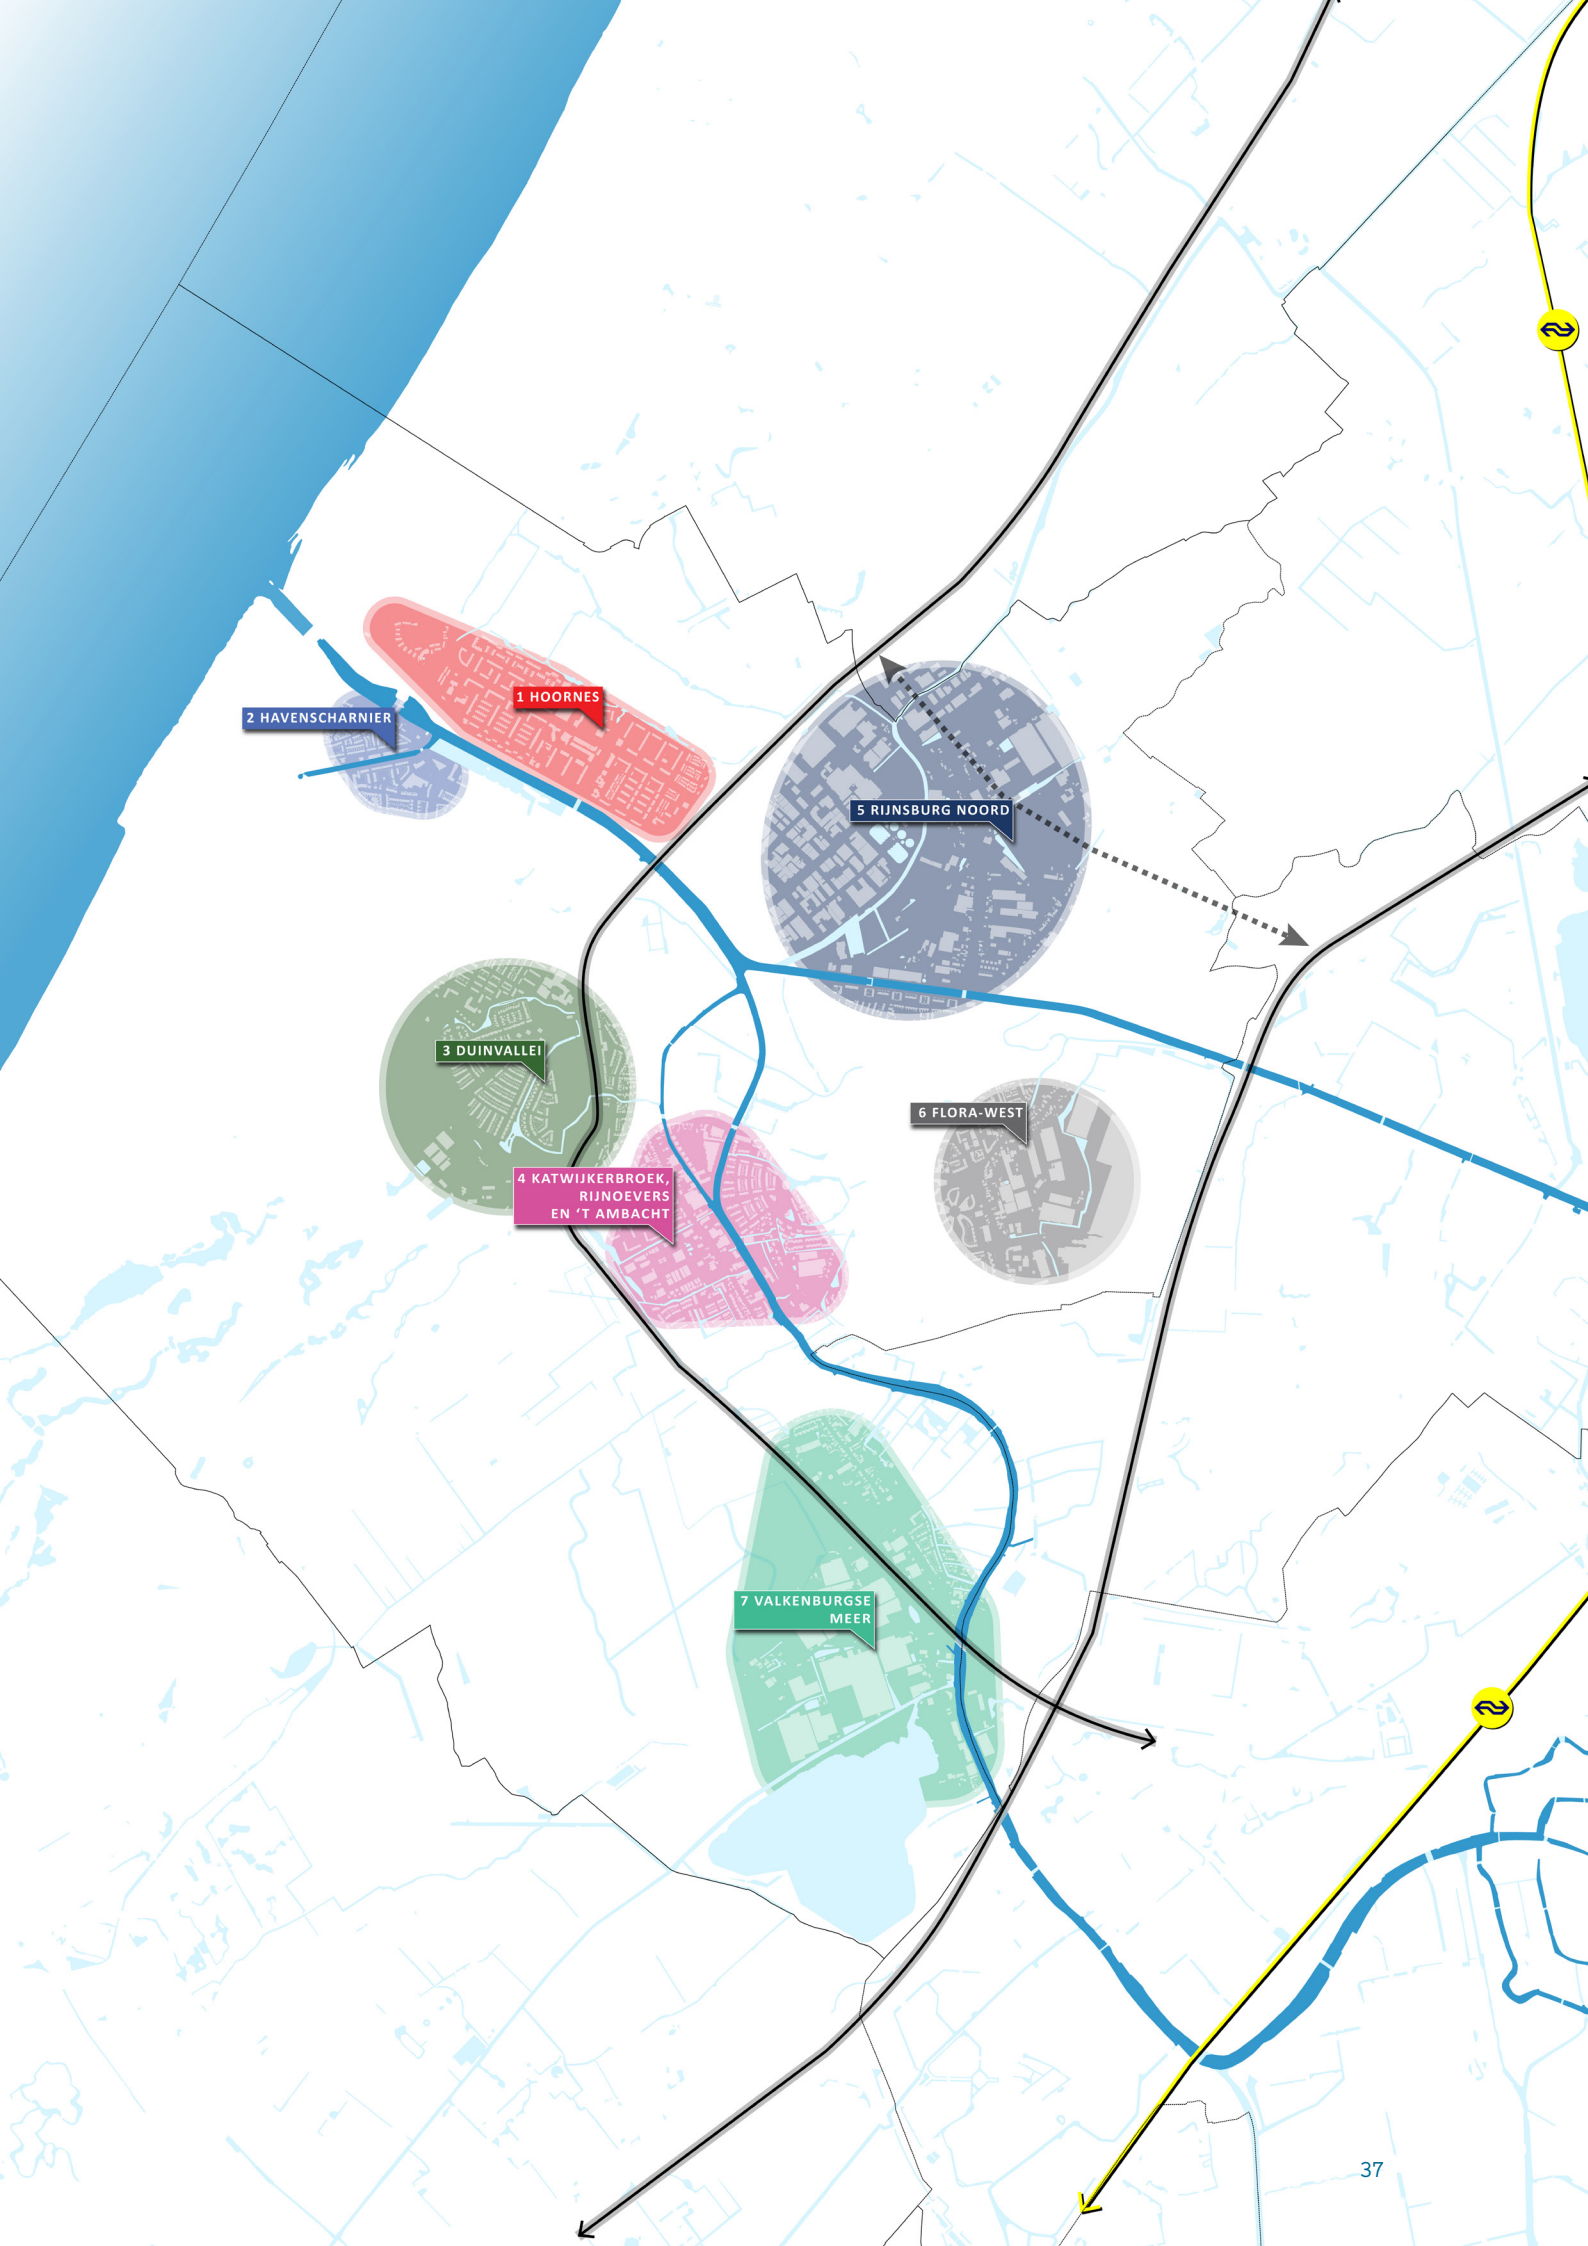 1 HOORNES
2 HAVENSCHARNIER
5 RIJNSBURG NOORD
3 DUINVALLEI
6 FLORA-WEST
4 KATWIJKERBROEK,
RIJNOEVERS
EN ‘T AMBACHT
7 VALKENBURGSE
MEER
37